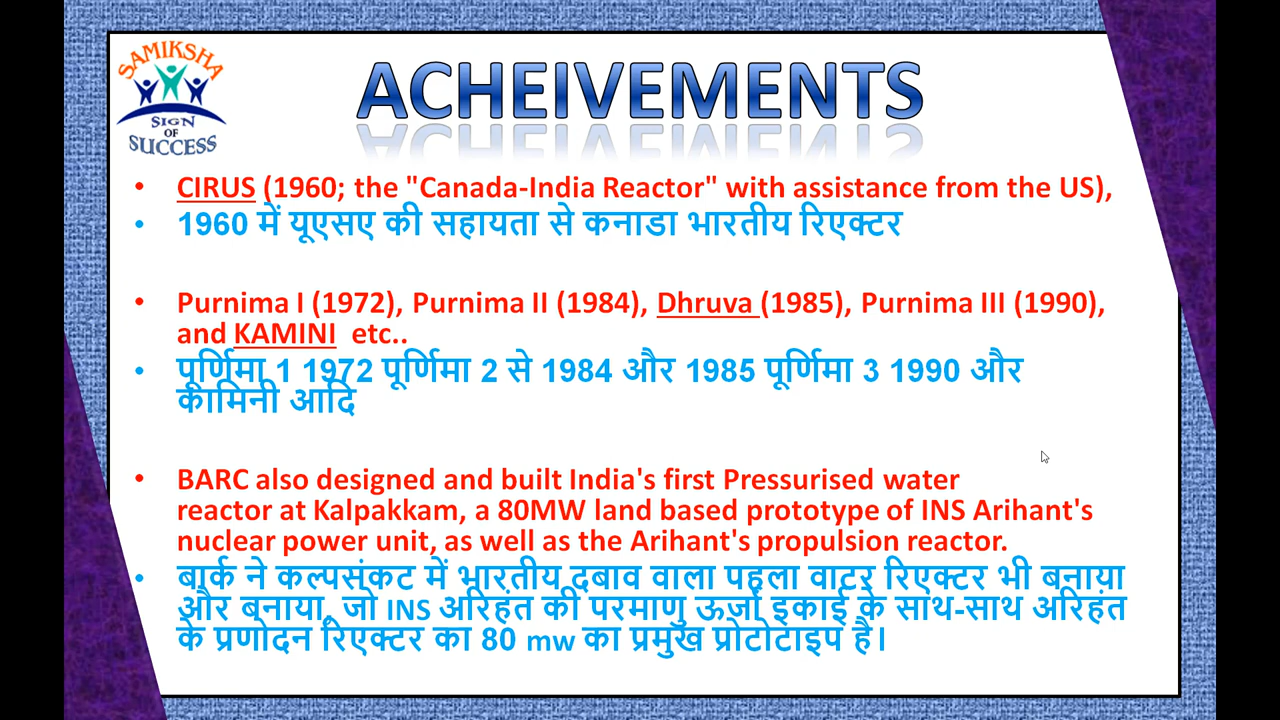 SAMIKSHA
SIGN
OF
SUCCESS
ACHEIVEMENTS
• CIRUS (1960; the "Canada-India Reactor" with assistance from the US),
• 1960 में यूएसए की सहायता से कनाडा भारतीय रिएक्टर
• Purnima I (1972), Purnima II (1984), Dhruva (1985), Purnima III (1990),
and KAMINI etc..
• पूर्णिमा 1 1972 पूर्णिमा 2 से 1984 और 1985 पूर्णिमा 3 1990 और
कामिनी आदि
• BARC also designed and built India's first Pressurised water
reactor at Kalpakkam, a 80MW land based prototype of INS Arihant's
nuclear power unit, as well as the Arihant's propulsion reactor.
• बार्क ने कल्पसंकट में भारतीय दबाव वाला पहला वाटर रिएक्टर भी बनाया
और बनाया, जो INS अरिहंत की परमाणु ऊर्जा इकाई के साथ-साथ अरिहंत
के प्रणोदन रिएक्टर का 80 mw का प्रमुख प्रोटोटाइप है।